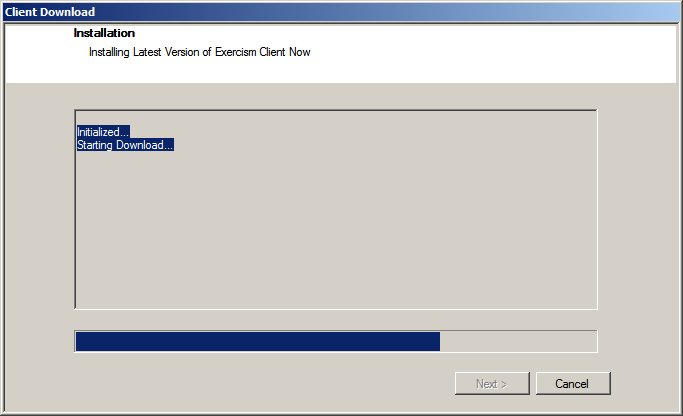 Client Download
Installation
Installing Latest Version of Exercism Client Now
Initialized...
Starting Download...
Next >
Cancel